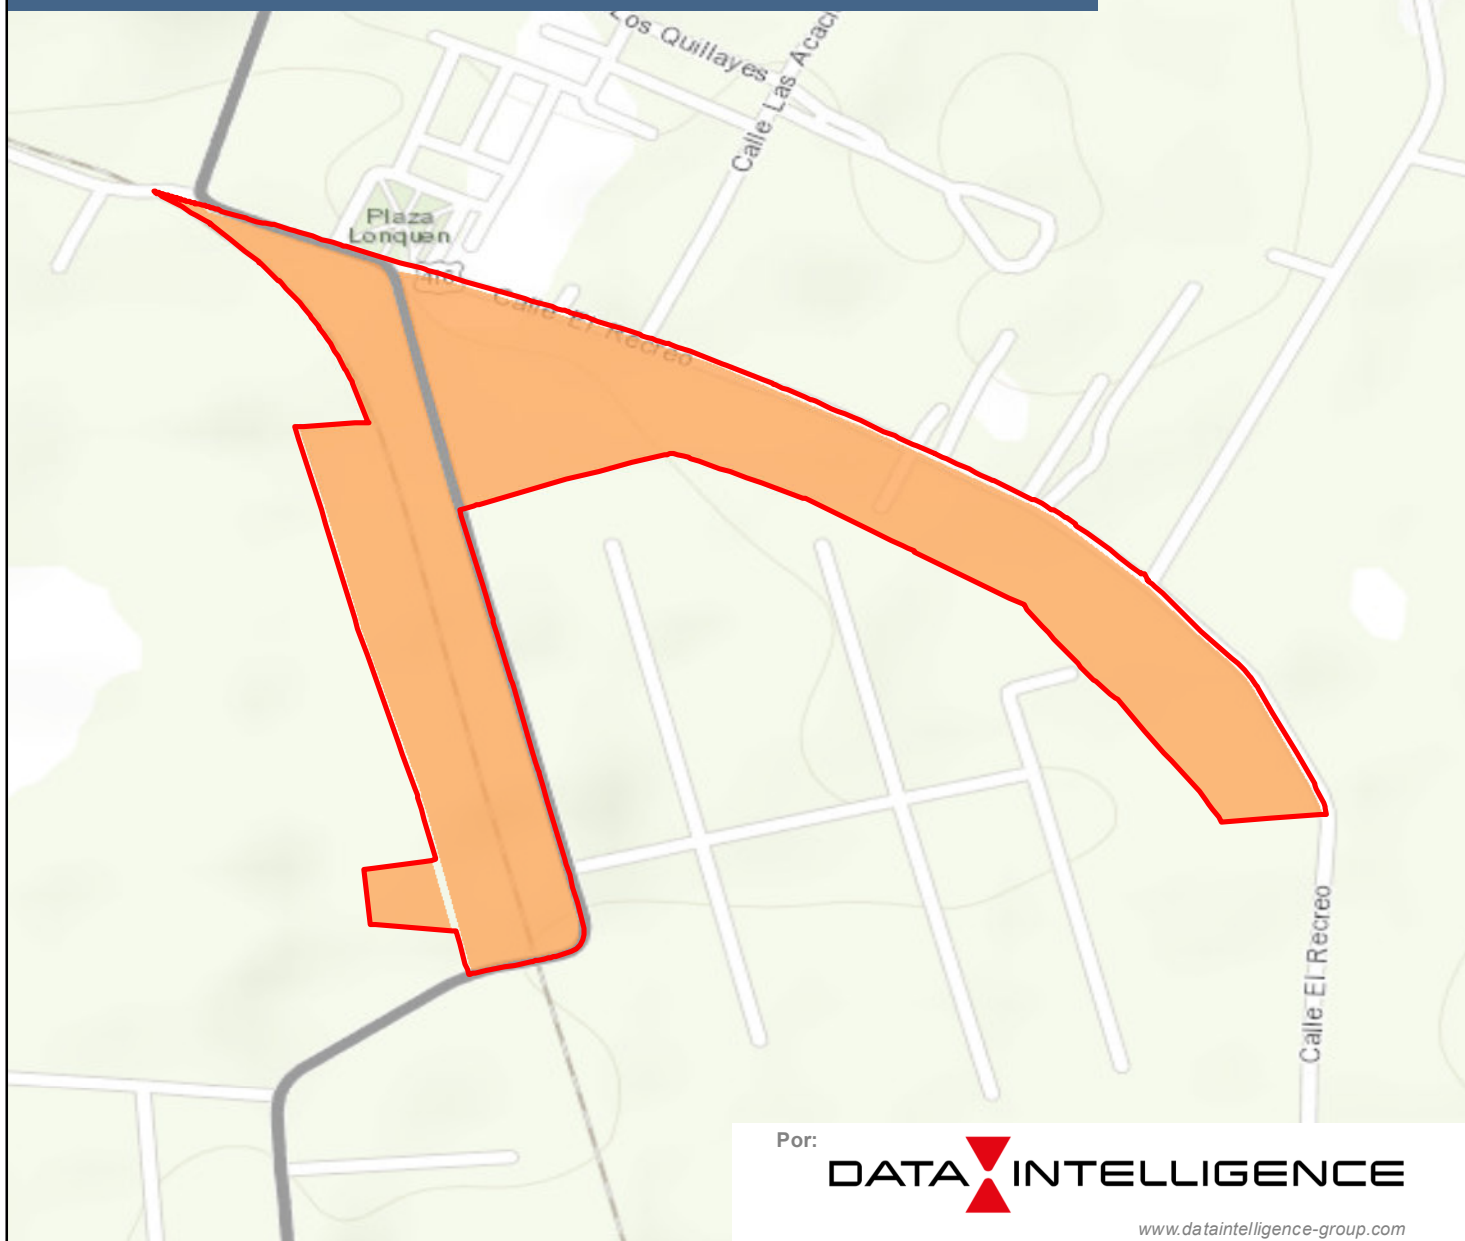 Los Quillayes
Calle Las Acaci
Plaza
Lonquen
Calle El Recreo
Calle El Recreo
Por:
DATA INTELLIGENCE
www.dataintelligence-group.com